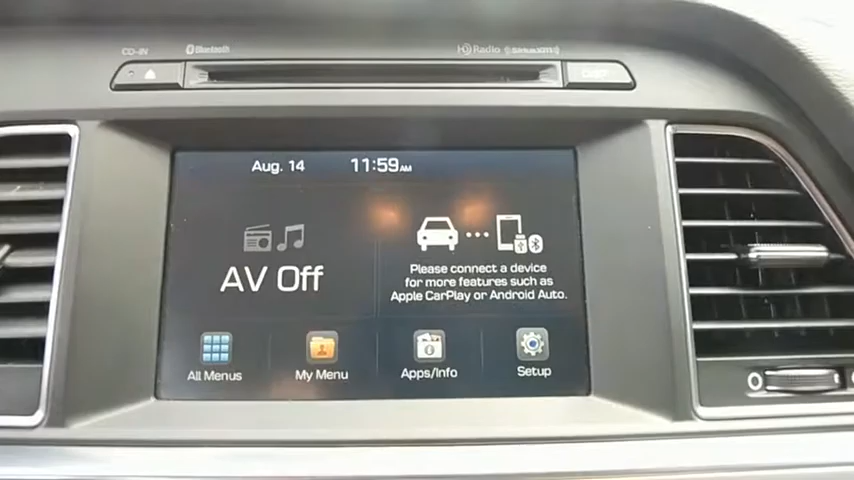 CD-IN
Bluetooth
HD Radio
SiriusXM
DISP
Aug. 14
11:59AM
AV Off
Please connect a device
for more features such as
Apple CarPlay or Android Auto.
All Menus
My Menu
Apps/Info
Setup